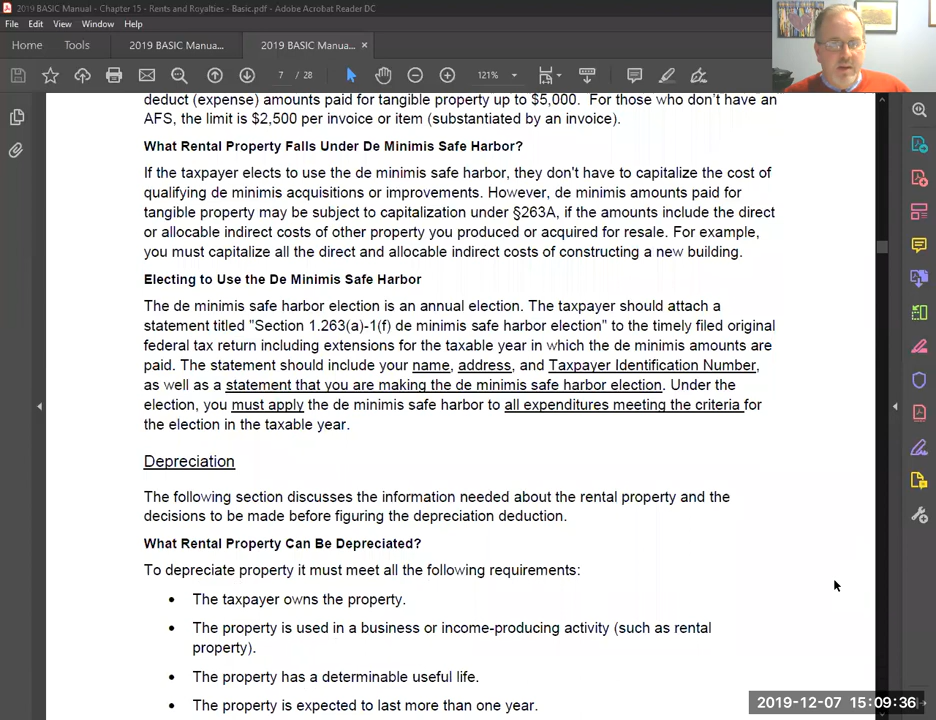 2019 BASIC Manual - Chapter 15 - Rents and Royalties - Basic.pdf - Adobe Acrobat Reader DC
File Edit View Window Help
Home Tools 2019 BASIC Manua... 2019 BASIC Manua... ×
7 / 28 121%
deduct (expense) amounts paid for tangible property up to $5,000. For those who don't have an
AFS, the limit is $2,500 per invoice or item (substantiated by an invoice).
What Rental Property Falls Under De Minimis Safe Harbor?
If the taxpayer elects to use the de minimis safe harbor, they don't have to capitalize the cost of
qualifying de minimis acquisitions or improvements. However, de minimis amounts paid for
tangible property may be subject to capitalization under §263A, if the amounts include the direct
or allocable indirect costs of other property you produced or acquired for resale. For example,
you must capitalize all the direct and allocable indirect costs of constructing a new building.
Electing to Use the De Minimis Safe Harbor
The de minimis safe harbor election is an annual election. The taxpayer should attach a
statement titled "Section 1.263(a)-1(f) de minimis safe harbor election" to the timely filed original
federal tax return including extensions for the taxable year in which the de minimis amounts are
paid. The statement should include your name, address, and Taxpayer Identification Number,
as well as a statement that you are making the de minimis safe harbor election. Under the
election, you must apply the de minimis safe harbor to all expenditures meeting the criteria for
the election in the taxable year.
Depreciation
The following section discusses the information needed about the rental property and the
decisions to be made before figuring the depreciation deduction.
What Rental Property Can Be Depreciated?
To depreciate property it must meet all the following requirements:
• The taxpayer owns the property.
• The property is used in a business or income-producing activity (such as rental
property).
• The property has a determinable useful life.
• The property is expected to last more than one year.
2019-12-07 15:09:36